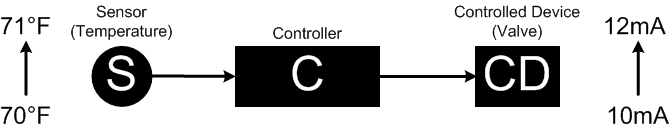 71°F
70°F
Sensor
(Temperature)
S
Controller
C
Controlled Device
(Valve)
CD
12mA
10mA